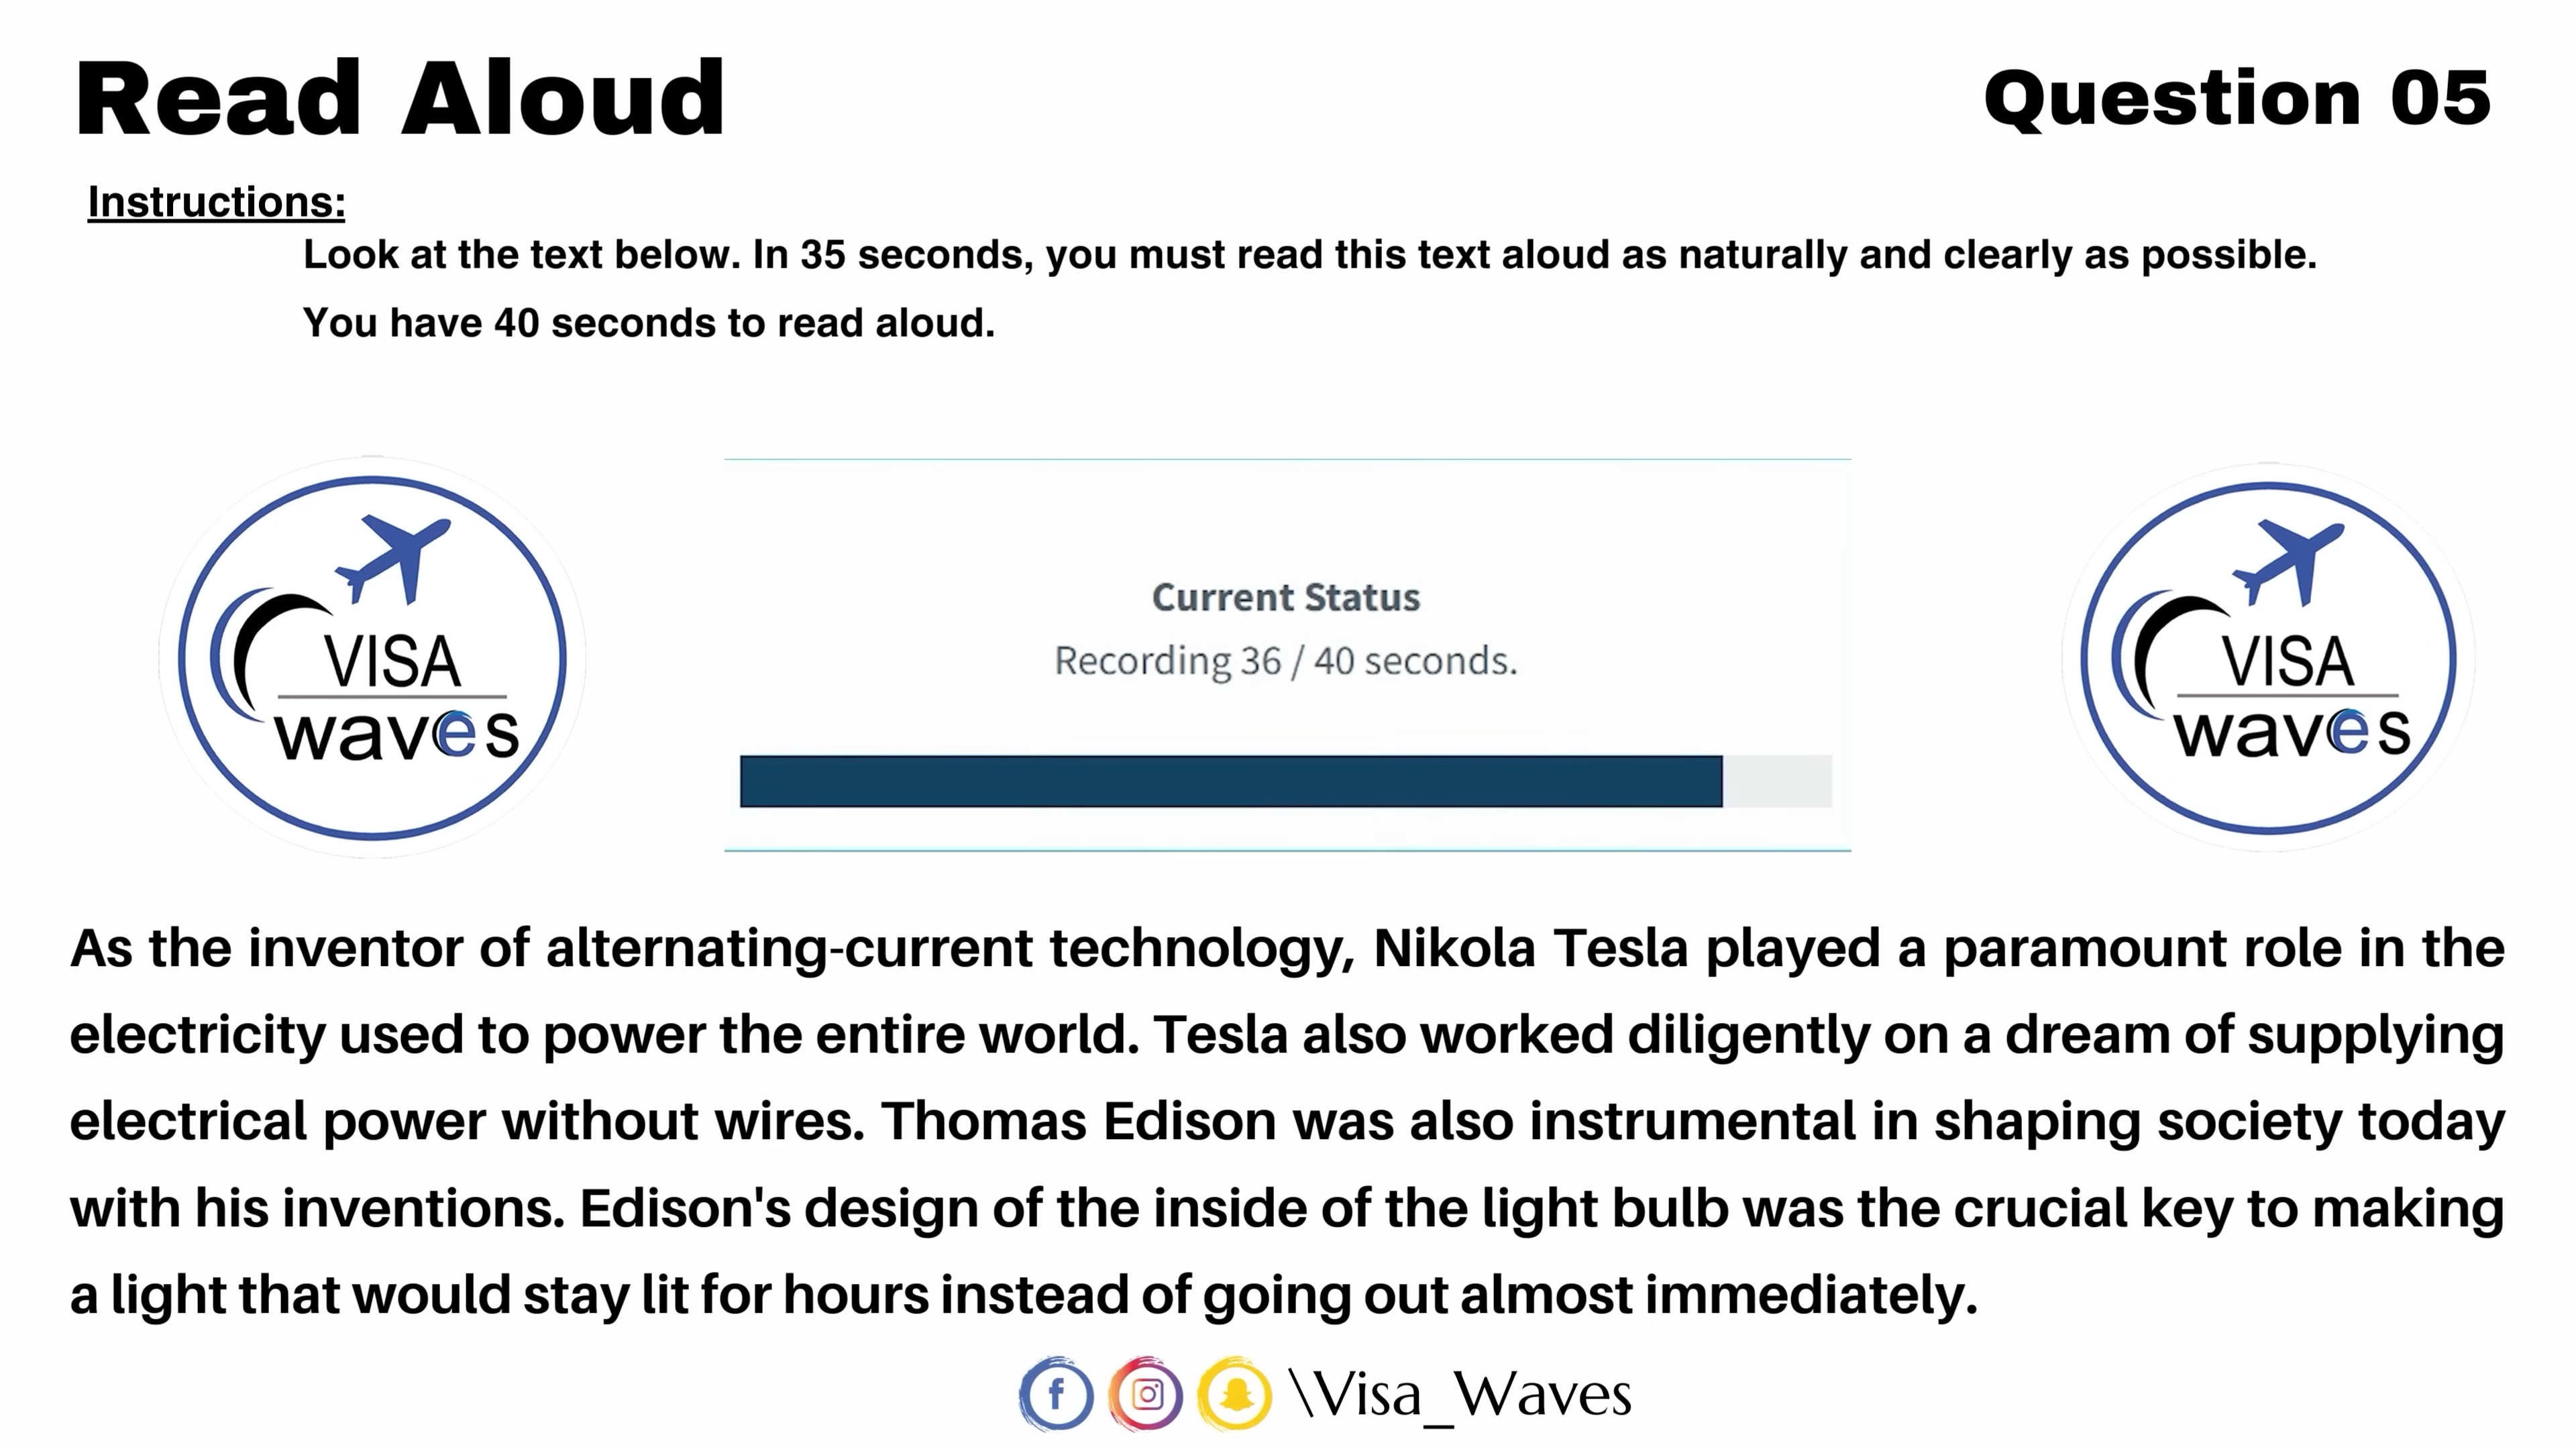 Read Aloud
Question 05
Instructions:
Look at the text below. In 35 seconds, you must read this text aloud as naturally and clearly as possible.
You have 40 seconds to read aloud.
VISA
waves
Current Status
Recording 36 / 40 seconds.
VISA
waves
As the inventor of alternating-current technology, Nikola Tesla played a paramount role in the
electricity used to power the entire world. Tesla also worked diligently on a dream of supplying
electrical power without wires. Thomas Edison was also instrumental in shaping society today
with his inventions. Edison's design of the inside of the light bulb was the crucial key to making
a light that would stay lit for hours instead of going out almost immediately.
\Visa_Waves